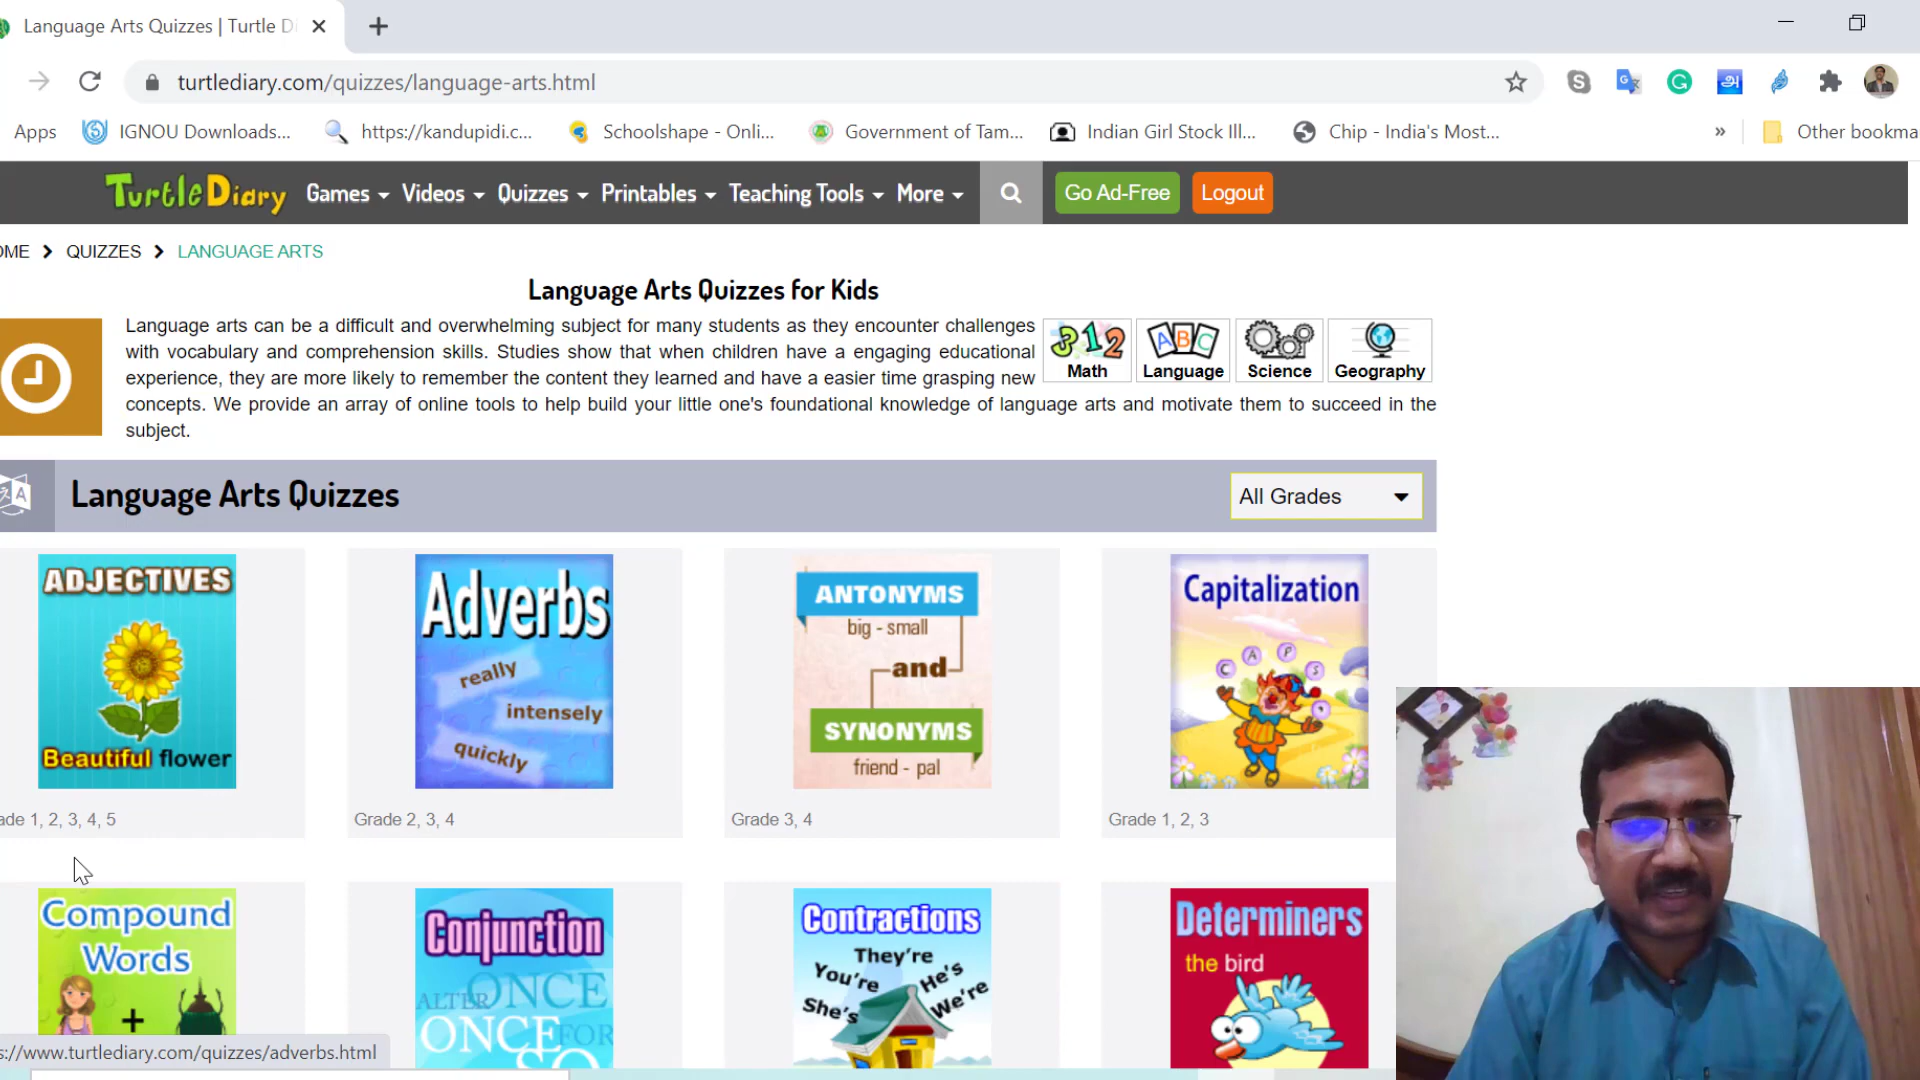 Language Arts Quizzes | Turtle D
turtlediary.com/quizzes/language-arts.html
Apps IGNOU Downloads... https://kandupidi.c... Schoolshape - Onli... Government of Tam... Indian Girl Stock Ill... Chip - India's Most... » Other bookma
TurtleDiary Games Videos Quizzes Printables Teaching Tools More Go Ad-Free Logout
OME QUIZZES LANGUAGE ARTS
Language Arts Quizzes for Kids
Language arts can be a difficult and overwhelming subject for many students as they encounter challenges
with vocabulary and comprehension skills. Studies show that when children have a engaging educational
experience, they are more likely to remember the content they learned and have a easier time grasping new
concepts. We provide an array of online tools to help build your little one's foundational knowledge of language arts and motivate them to succeed in the
subject.
312 Math
ABC Language
Science
Geography
Language Arts Quizzes
All Grades
ADJECTIVES
Beautiful flower
ade 1, 2, 3, 4, 5
Adverbs
really
intensely
quickly
Grade 2, 3, 4
ANTONYMS
big - small
and
SYNONYMS
friend - pal
Grade 3, 4
Capitalization
CAPS
Grade 1, 2, 3
Compound
Words
+
Conjunction
ALTER ONCE
ONCE FOR
SO
Contractions
They're
You're He's
She's We're
Determiners
the bird
s://www.turtlediary.com/quizzes/adverbs.html